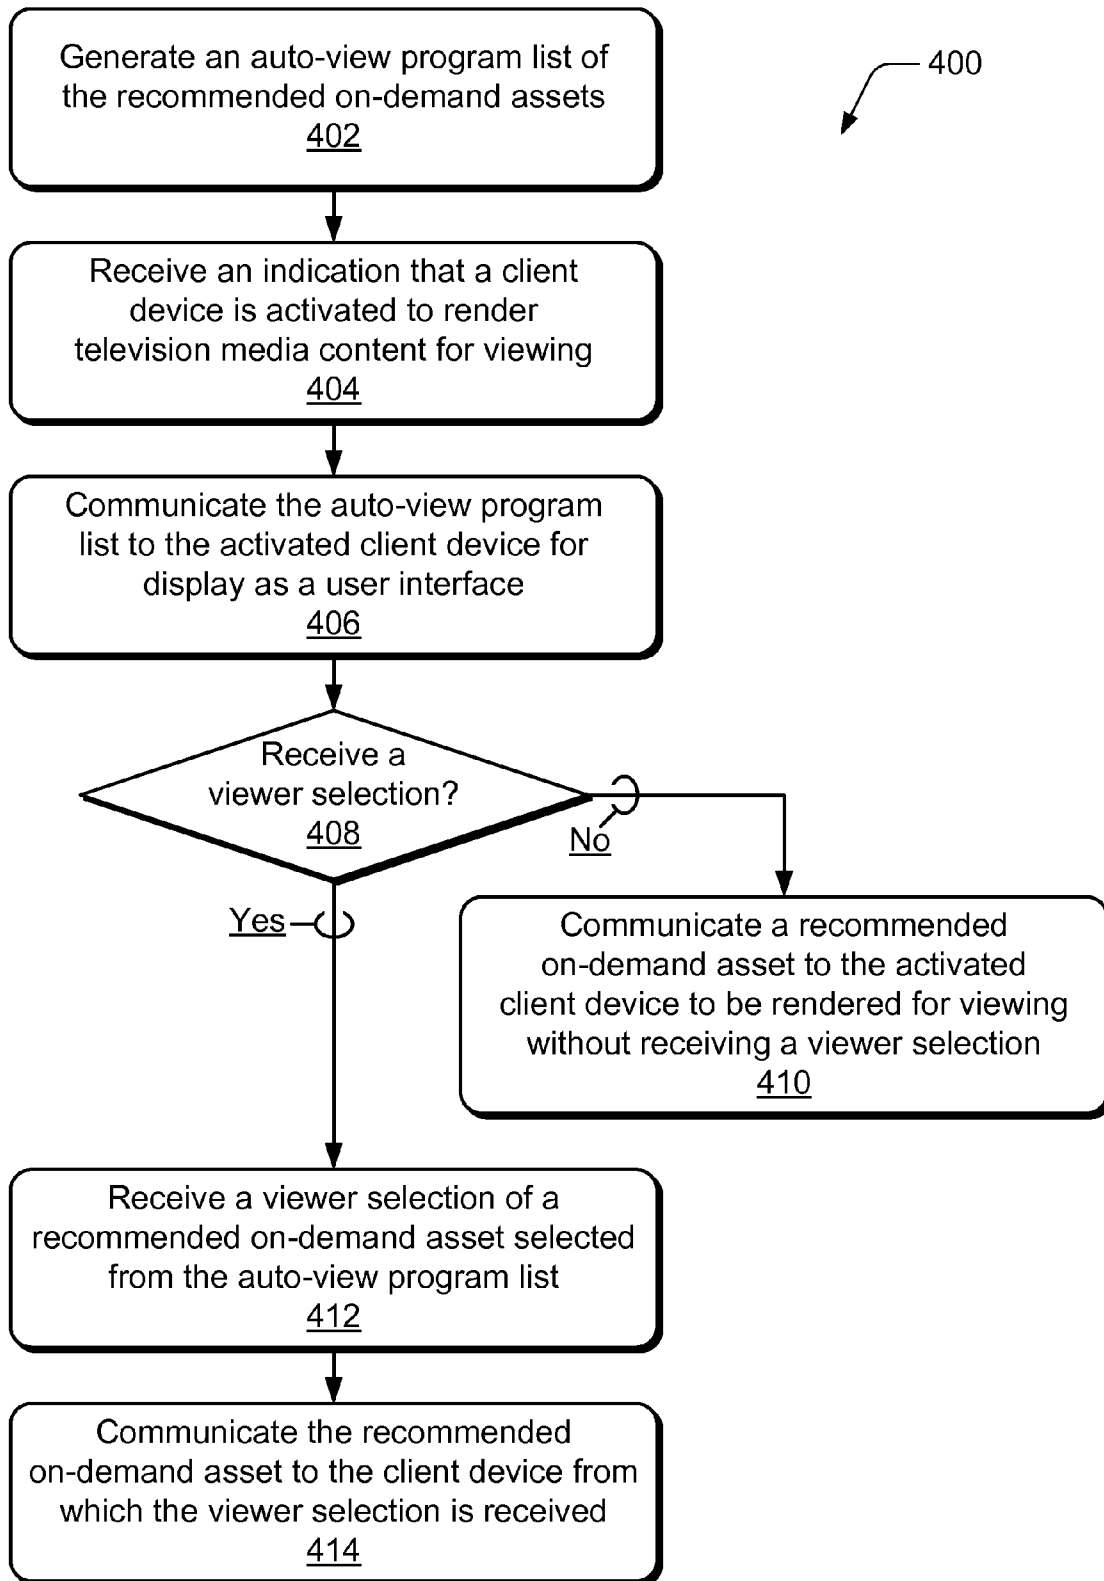 Generate an auto-view program list of
the recommended on-demand assets
402
400
Receive an indication that a client
device is activated to render
television media content for viewing
404
Communicate the auto-view program
list to the activated client device for
display as a user interface
406
Receive a
viewer selection?
408
No
Yes
Communicate a recommended
on-demand asset to the activated
client device to be rendered for viewing
without receiving a viewer selection
410
Receive a viewer selection of a
recommended on-demand asset selected
from the auto-view program list
412
Communicate the recommended
on-demand asset to the client device from
which the viewer selection is received
414